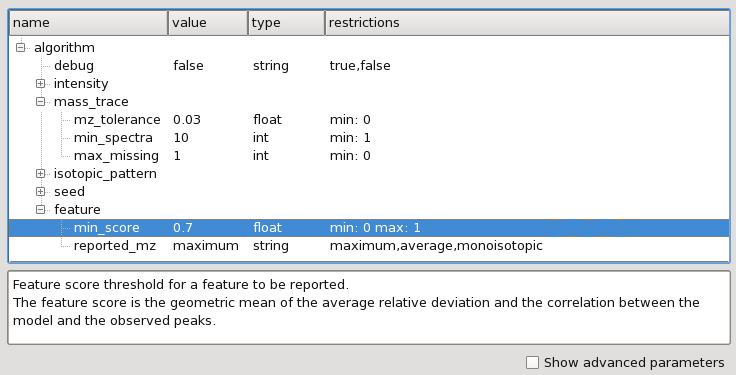 name value type restrictions
algorithm
debug false string true,false
intensity
mass_trace
mz_tolerance 0.03 float min: 0
min_spectra 10 int min: 1
max_missing 1 int min: 0
isotopic_pattern
seed
feature
min_score 0.7 float min: 0 max: 1
reported_mz maximum string maximum,average,monoisotopic
Feature score threshold for a feature to be reported.
The feature score is the geometric mean of the average relative deviation and the correlation between the
model and the observed peaks.
Show advanced parameters